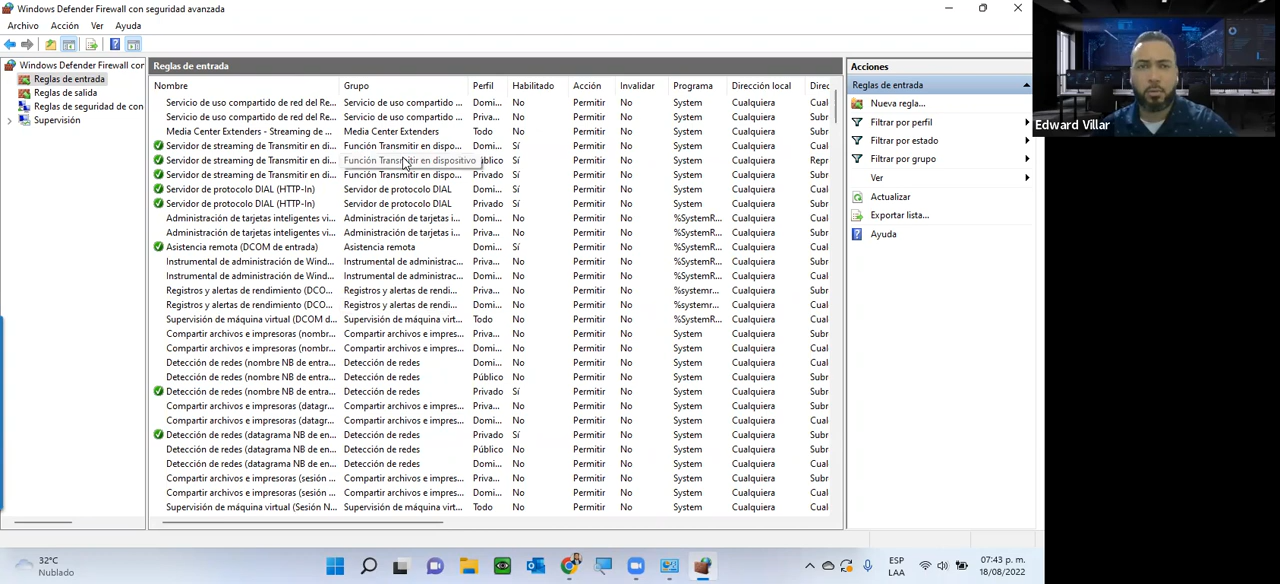 Windows Defender Firewall con seguridad avanzada
Archivo Acción Ver Ayuda
Windows Defender Firewall con
Reglas de entrada
Reglas de salida
Reglas de seguridad de con
Supervisión
Reglas de entrada
Nombre Grupo Perfil Habilitado Acción Invalidar Programa Dirección local Direc
Servicio de uso compartido de red del Re... Servicio de uso compartido ... Domi... No Permitir No System Cualquiera Cual
Servicio de uso compartido de red del Re... Servicio de uso compartido ... Priva... No Permitir No System Cualquiera Subr
Media Center Extenders - Streaming de ... Media Center Extenders Todo No Permitir No System Cualquiera Cual
Servidor de streaming de Transmitir en di... Función Transmitir en dispo... Domi... Sí Permitir No System Cualquiera Cual
Servidor de streaming de Transmitir en di... Función Transmitir en dispositivo blico Sí Permitir No System Cualquiera Repr
Servidor de streaming de Transmitir en di... Función Transmitir en dispo... Privado Sí Permitir No System Cualquiera Subr
Servidor de protocolo DIAL (HTTP-In) Servidor de protocolo DIAL Domi... Sí Permitir No System Cualquiera Cual
Servidor de protocolo DIAL (HTTP-In) Servidor de protocolo DIAL Privado Sí Permitir No System Cualquiera Subr
Administración de tarjetas inteligentes vi... Administración de tarjetas i... Domi... No Permitir No %SystemR... Cualquiera Cual
Administración de tarjetas inteligentes vi... Administración de tarjetas i... Priva... No Permitir No %SystemR... Cualquiera Subr
Asistencia remota (DCOM de entrada) Asistencia remota Domi... Sí Permitir No %SystemR... Cualquiera Cual
Instrumental de administración de Wind... Instrumental de administrac... Priva... No Permitir No %SystemR... Cualquiera Subr
Instrumental de administración de Wind... Instrumental de administrac... Domi... No Permitir No %SystemR... Cualquiera Cual
Registros y alertas de rendimiento (DCO... Registros y alertas de rendi... Priva... No Permitir No %systemr... Cualquiera Subr
Registros y alertas de rendimiento (DCO... Registros y alertas de rendi... Domi... No Permitir No %systemr... Cualquiera Cual
Supervisión de máquina virtual (DCOM d... Supervisión de máquina virt... Todo No Permitir No %SystemR... Cualquiera Cual
Compartir archivos e impresoras (nombr... Compartir archivos e impres... Priva... No Permitir No System Cualquiera Subr
Compartir archivos e impresoras (nombr... Compartir archivos e impres... Domi... No Permitir No System Cualquiera Cual
Detección de redes (nombre NB de entra... Detección de redes Domi... No Permitir No System Cualquiera Cual
Detección de redes (nombre NB de entra... Detección de redes Público No Permitir No System Cualquiera Cual
Detección de redes (nombre NB de entra... Detección de redes Privado Sí Permitir No System Cualquiera Subr
Compartir archivos e impresoras (datagr... Compartir archivos e impres... Priva... No Permitir No System Cualquiera Subr
Compartir archivos e impresoras (datagr... Compartir archivos e impres... Domi... No Permitir No System Cualquiera Cual
Detección de redes (datagrama NB de en... Detección de redes Privado Sí Permitir No System Cualquiera Subr
Detección de redes (datagrama NB de en... Detección de redes Público No Permitir No System Cualquiera Cual
Detección de redes (datagrama NB de en... Detección de redes Domi... No Permitir No System Cualquiera Cual
Compartir archivos e impresoras (sesión ... Compartir archivos e impres... Priva... No Permitir No System Cualquiera Subr
Compartir archivos e impresoras (sesión ... Compartir archivos e impres... Domi... No Permitir No System Cualquiera Cual
Supervisión de máquina virtual (Sesión N... Supervisión de máquina virt... Todo No Permitir No System Cualquiera Cual
Acciones
Reglas de entrada
Nueva regla...
Filtrar por perfil
Filtrar por estado
Filtrar por grupo
Ver
Actualizar
Exportar lista...
Ayuda
Edward Villar
32°C
Nublado
ESP
LAA
07:43 p. m.
18/08/2022